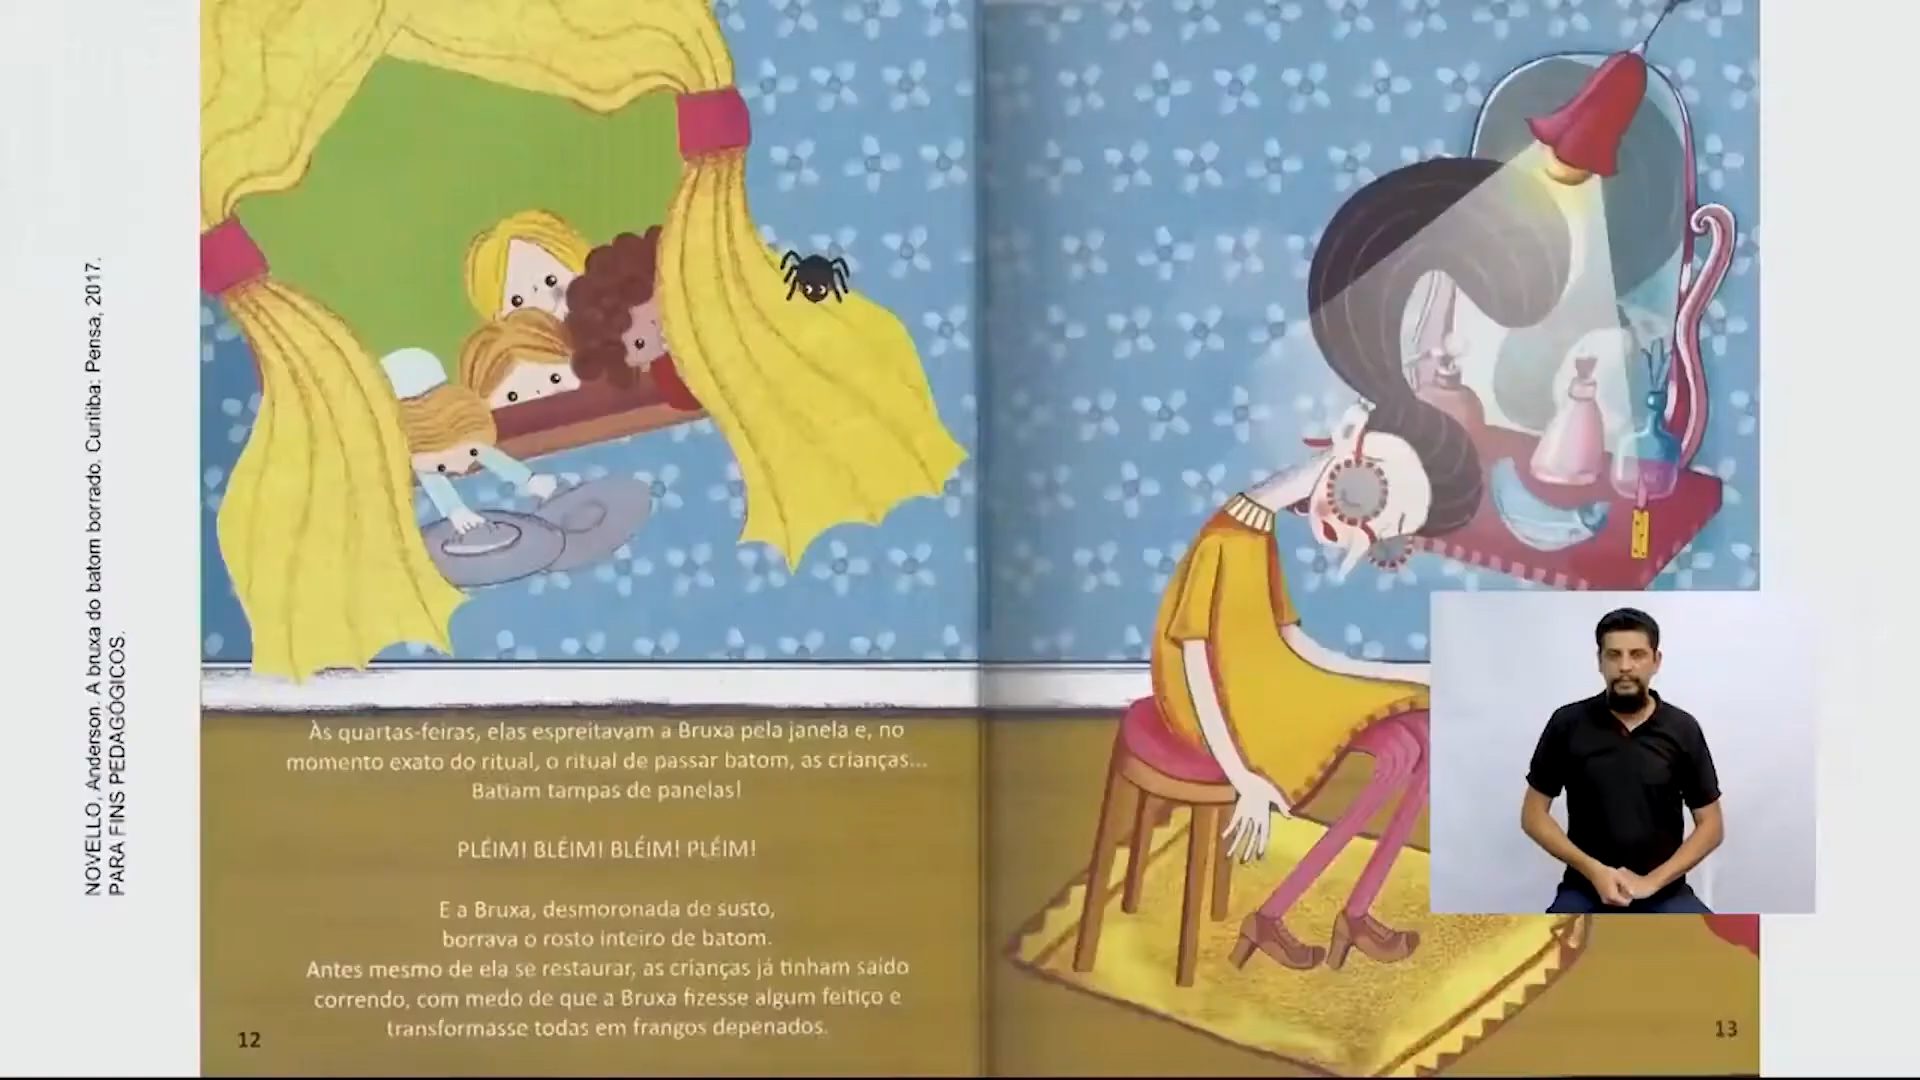 NOVELLO, Anderson. A bruxa do batom borrado. Curitiba: Pensa, 2017.
PARA FINS PEDAGÓGICOS.
Às quartas-feiras, elas espreitavam a Bruxa pela janela e, no
momento exato do ritual, o ritual de passar batom, as crianças...
Batiam tampas de panelas!
PLÉIM! BLÉIM! BLÉIM! PLÉIM!
E a Bruxa, desmoronada de susto,
borrava o rosto inteiro de batom.
Antes mesmo de ela se restaurar, as crianças já tinham saído
correndo, com medo de que a Bruxa fizesse algum feitiço e
transformasse todas em frangos depenados.
12
13